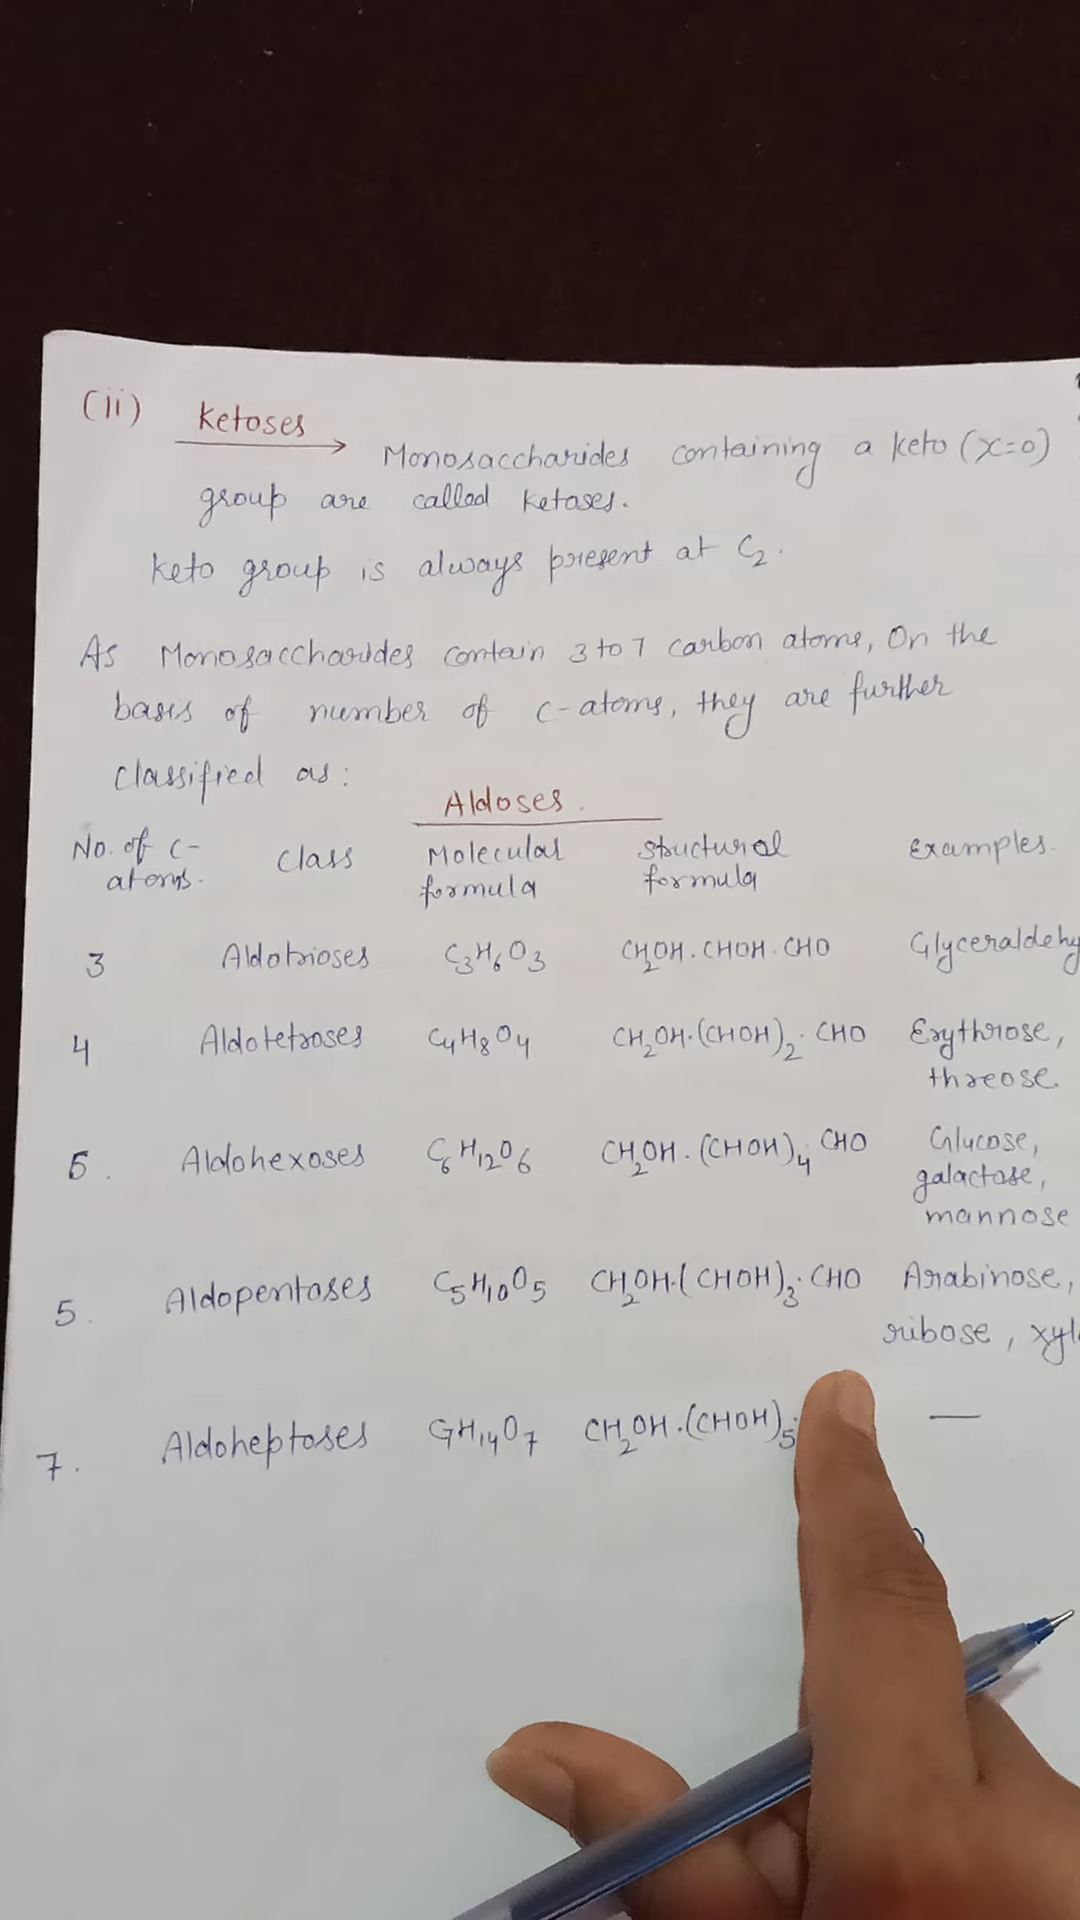 (ii) Ketoses
Monosaccharides containing a keto (>C=O)
group are called Ketoses.
Keto group is always present at C₂.
As Monosaccharides contain 3 to 7 carbon atoms, On the
basis of number of C-atoms, they are further
classified as:
Aldoses.
No. of C-atoms. Class Molecular formula Structural formula Examples.
3 Aldotrioses C₃H₆O₃ CH₂OH.CHOH.CHO Glyceraldehy
4 Aldotetroses C₄H₈O₄ CH₂OH.(CHOH)₂.CHO Erythrose,
threose.
6. Aldohexoses C₆H₁₂O₆ CH₂OH.(CHOH)₄ CHO Glucose,
galactose,
mannose
5. Aldopentoses C₅H₁₀O₅ CH₂OH.(CHOH)₃.CHO Arabinose,
ribose, xyl
7. Aldoheptoses C₇H₁₄O₇ CH₂OH.(CHOH)₅. —